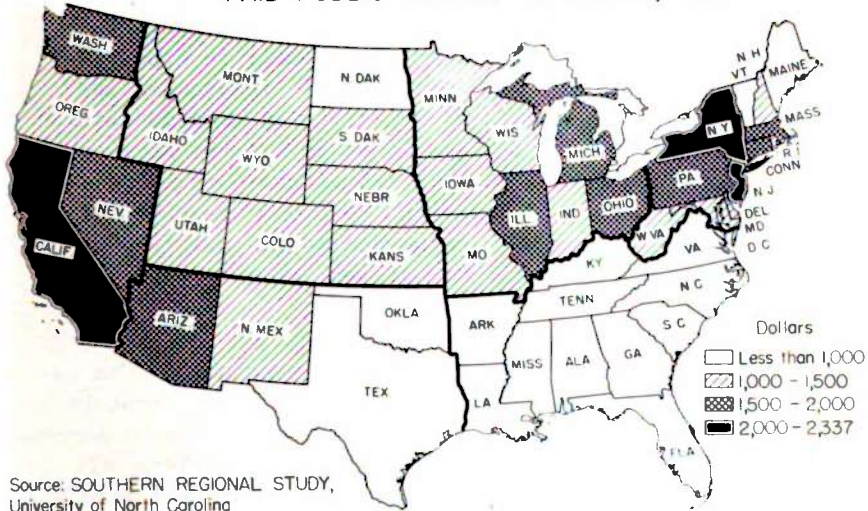 WASH
MONT
N DAK
MINN
OREG
IDAHO
S DAK
WIS
MICH
WYO
NEBR
IOWA
NEV
UTAH
COLO
KANS
MO
ILL
IND
OHIO
PA
N Y
VT
N H
MAINE
MASS
R I
CONN
N J
DEL
MD
D C
W VA
VA
KY
CALIF
ARIZ
N. MEX
OKLA
ARK
TENN
N C
S C
MISS
ALA
GA
TEX
LA
FLA
Dollars
Less than 1,000
1,000 - 1,500
1,500 - 2,000
2,000 - 2,337
Source: SOUTHERN REGIONAL STUDY,
University of North Carolina